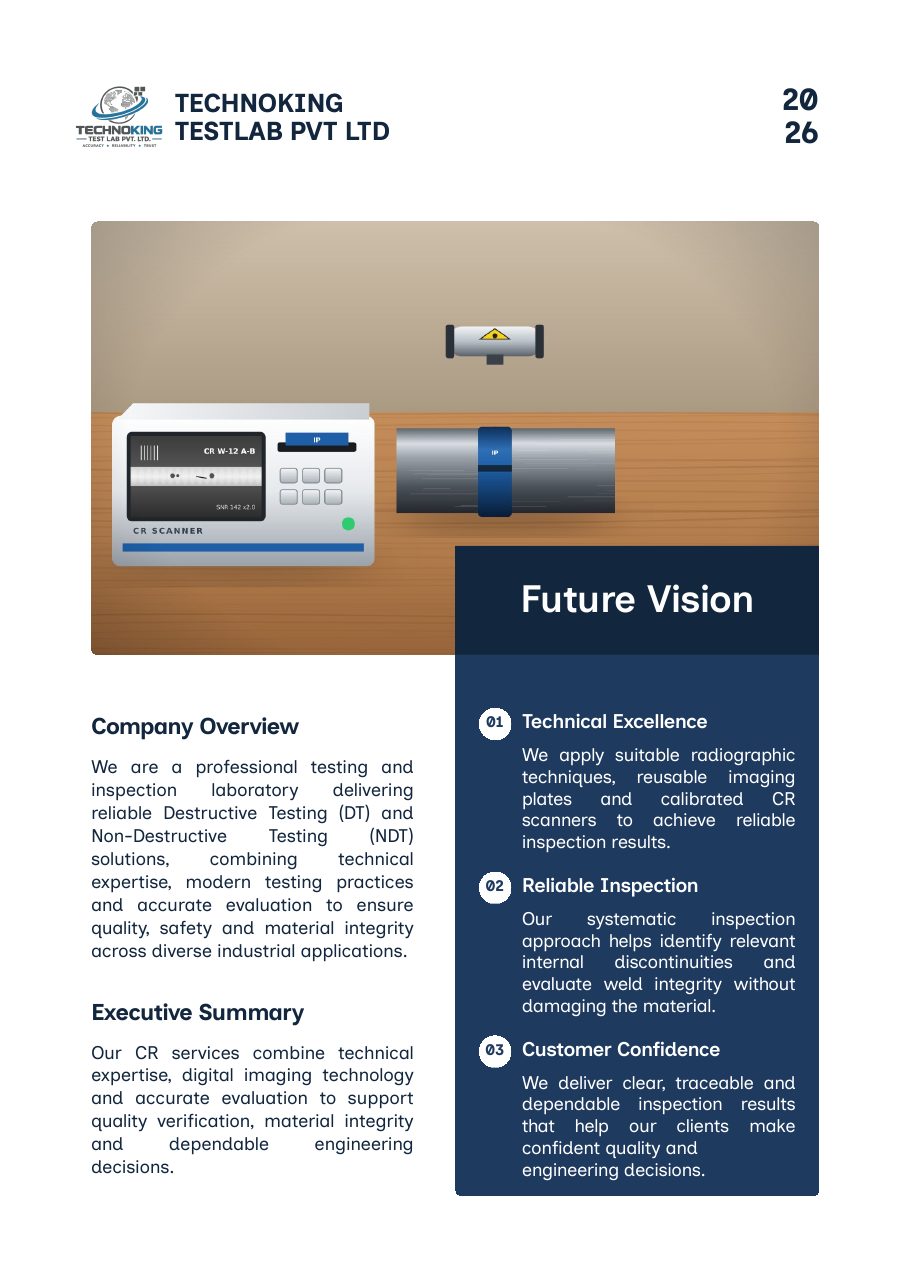 TECHNOKING
TEST LAB PVT. LTD.
ACCURACY • RELIABILITY • TRUST
TECHNOKING
TESTLAB PVT LTD
20
26
CR W-12 A-B
SNR 142 x2.0
CR SCANNER
IP
IP
Future Vision
Company Overview
We are a professional testing and
inspection laboratory delivering
reliable Destructive Testing (DT) and
Non-Destructive Testing (NDT)
solutions, combining technical
expertise, modern testing practices
and accurate evaluation to ensure
quality, safety and material integrity
across diverse industrial applications.
Executive Summary
Our CR services combine technical
expertise, digital imaging technology
and accurate evaluation to support
quality verification, material integrity
and dependable engineering
decisions.
01 Technical Excellence
We apply suitable radiographic
techniques, reusable imaging
plates and calibrated CR
scanners to achieve reliable
inspection results.
02 Reliable Inspection
Our systematic inspection
approach helps identify relevant
internal discontinuities and
evaluate weld integrity without
damaging the material.
03 Customer Confidence
We deliver clear, traceable and
dependable inspection results
that help our clients make
confident quality and
engineering decisions.